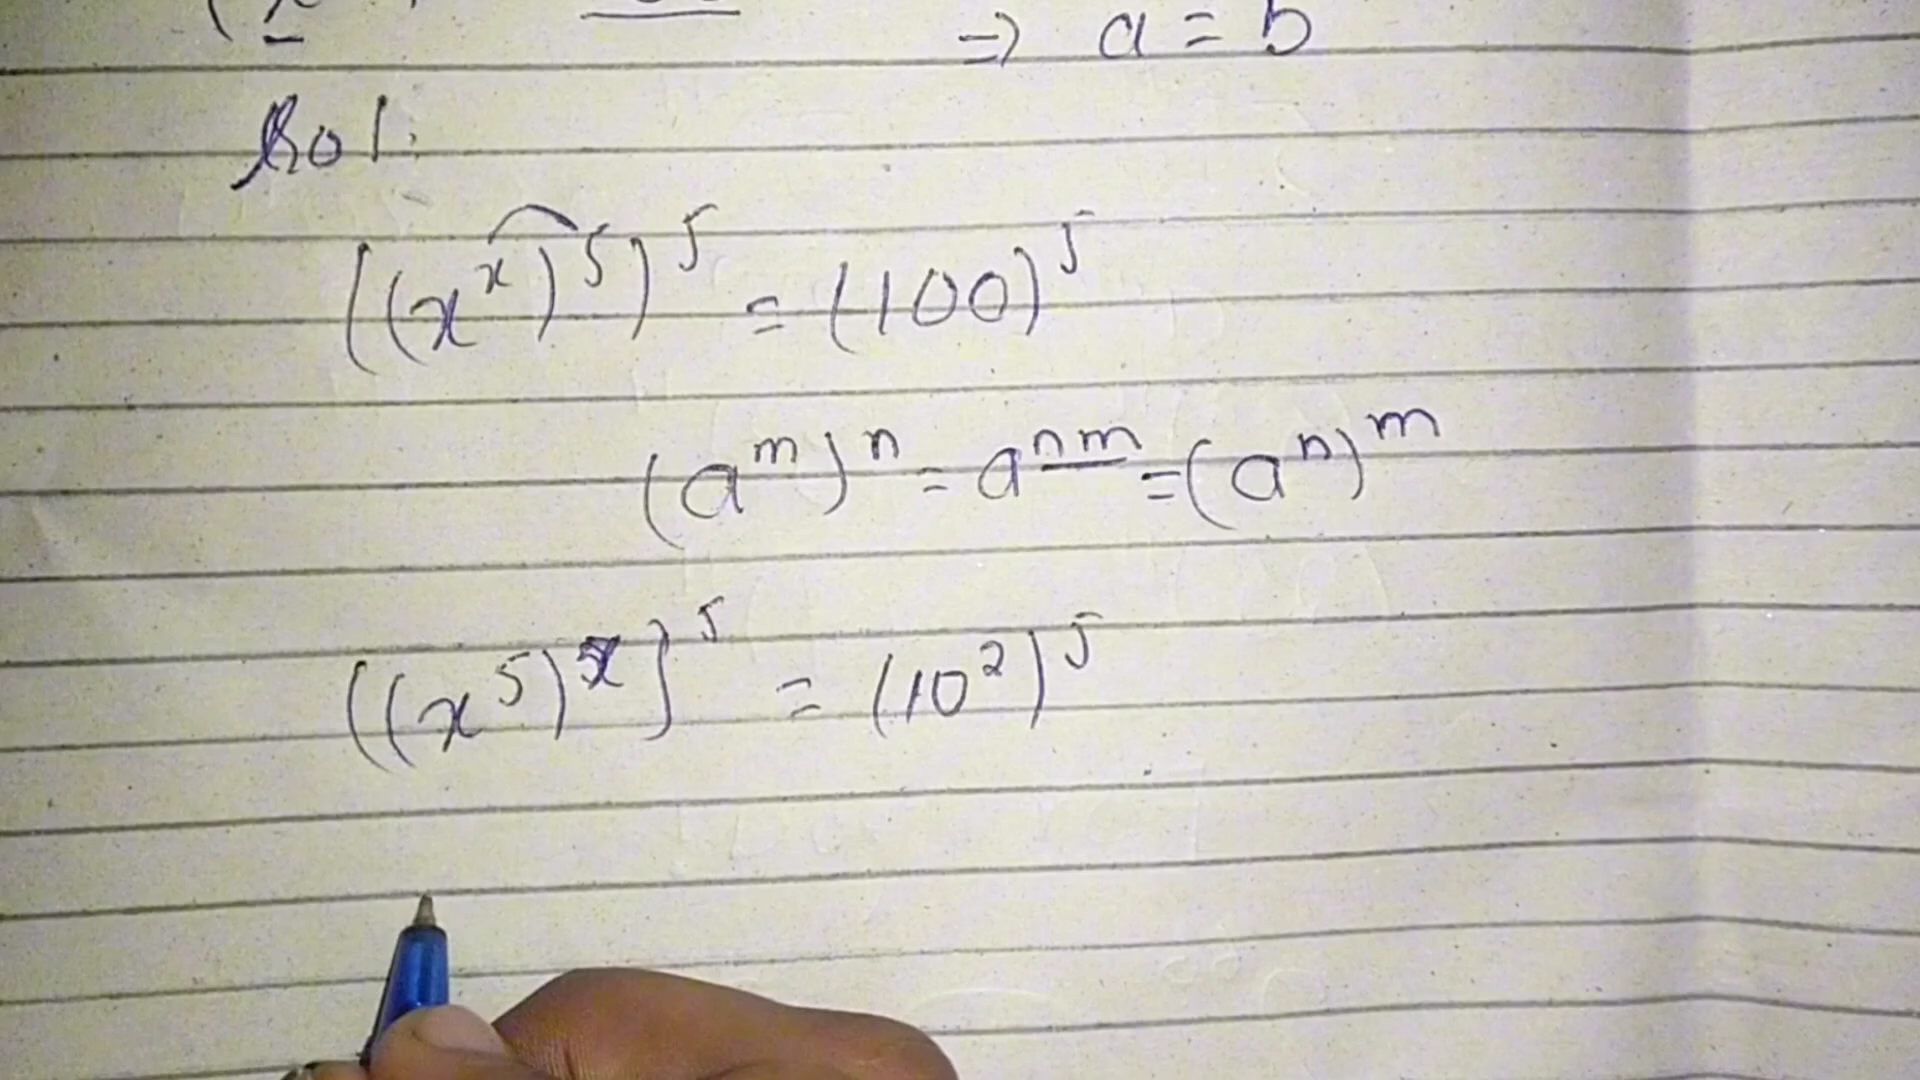 ⇒ a = b
Sol.
((x^x)^5)^5 = (100)^5
(a^m)^n = a^nm = (a^n)^m
((x^5)^x)^5 = (10^2)^5